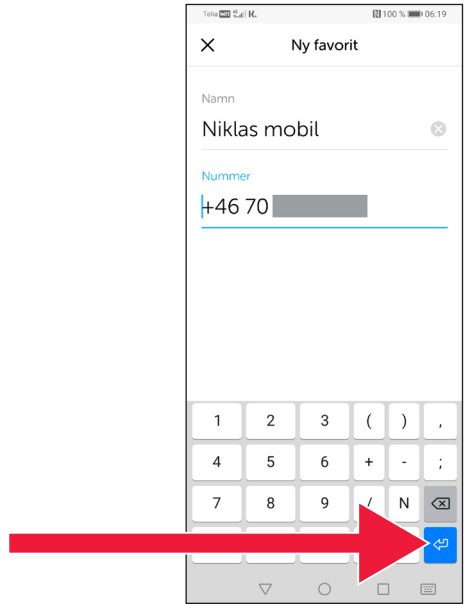 Telia K. 100 % 06:19
Ny favorit
Namn
Niklas mobil
Nummer
+46 70
1 2 3 ( ) ,
4 5 6 + - ;
7 8 9 / N